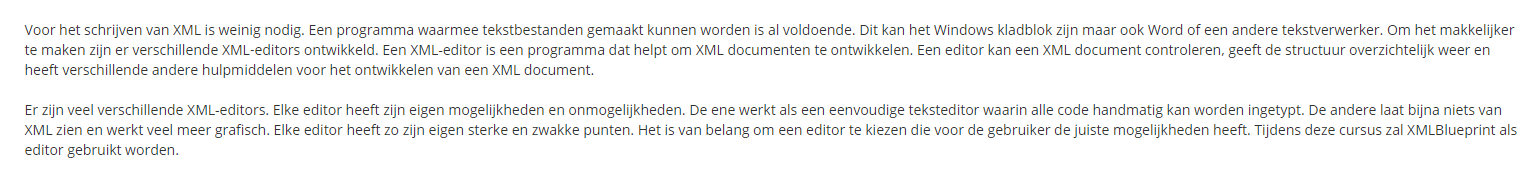 Voor het schrijven van XML is weinig nodig. Een programma waarmee tekstbestanden gemaakt kunnen worden is al voldoende. Dit kan het Windows kladblok zijn maar ook Word of een andere tekstverwerker. Om het makkelijker
te maken zijn er verschillende XML-editors ontwikkeld. Een XML-editor is een programma dat helpt om XML documenten te ontwikkelen. Een editor kan een XML document controleren, geeft de structuur overzichtelijk weer en
heeft verschillende andere hulpmiddelen voor het ontwikkelen van een XML document.
Er zijn veel verschillende XML-editors. Elke editor heeft zijn eigen mogelijkheden en onmogelijkheden. De ene werkt als een eenvoudige teksteditor waarin alle code handmatig kan worden ingetypt. De andere laat bijna niets van
XML zien en werkt veel meer grafisch. Elke editor heeft zo zijn eigen sterke en zwakke punten. Het is van belang om een editor te kiezen die voor de gebruiker de juiste mogelijkheden heeft. Tijdens deze cursus zal XMLBlueprint als
editor gebruikt worden.